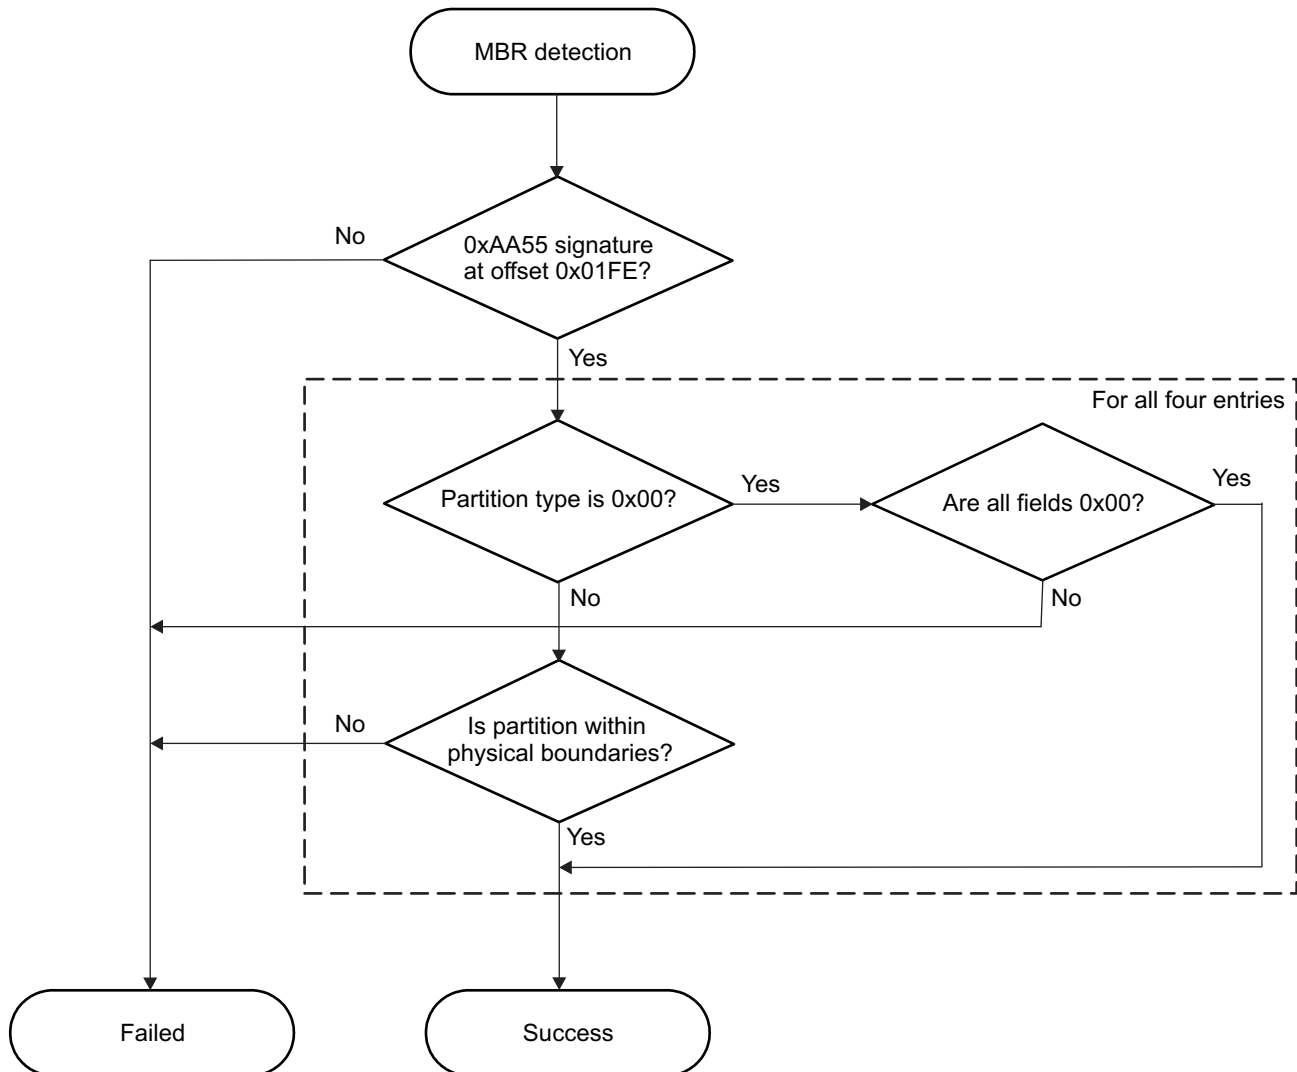 MBR detection
No
0xAA55 signature
at offset 0x01FE?
Yes
For all four entries
Partition type is 0x00?
Yes
Are all fields 0x00?
Yes
No
No
No
Is partition within
physical boundaries?
Yes
Failed
Success